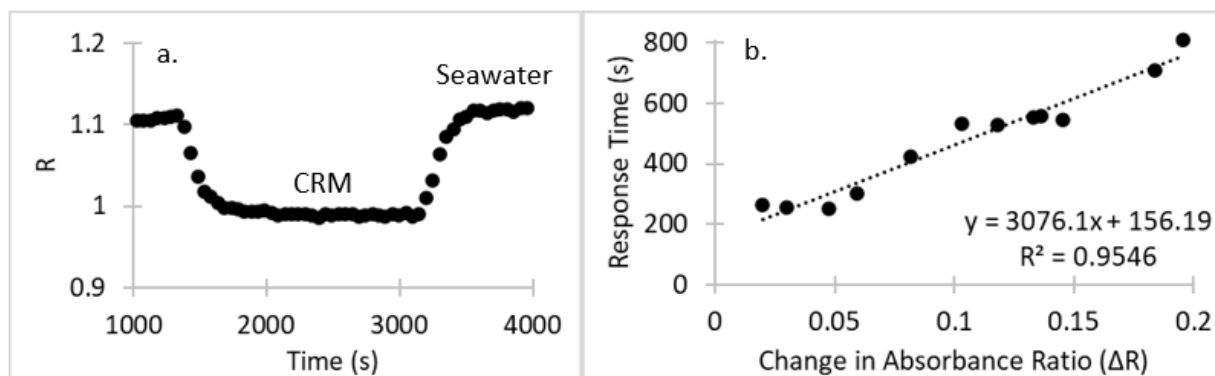 a.
Seawater
CRM
R
1.2
1.1
1
0.9
1000 2000 3000 4000
Time (s)
b.
Response Time (s)
800
600
400
200
0
y = 3076.1x + 156.19
R² = 0.9546
0 0.05 0.1 0.15 0.2
Change in Absorbance Ratio (ΔR)